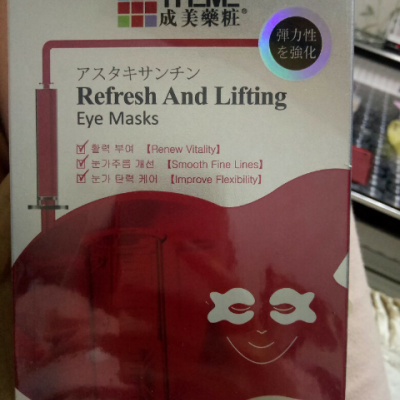 THEME
成美藥粧®
彈力性
を強化
アスタキサンチン
Refresh And Lifting
Eye Masks
활력 부여 【Renew Vitality】
눈가주름 개선 【Smooth Fine Lines】
눈가 탄력 케어 【Improve Flexibility】